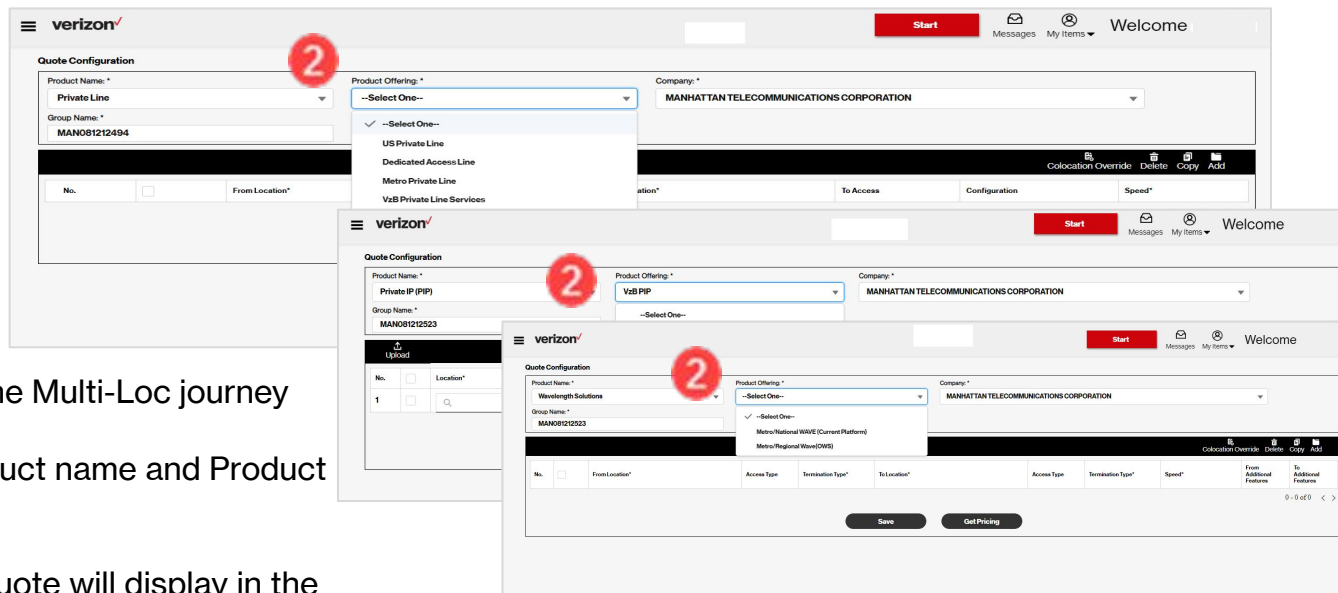 verizon
Start
Messages
My Items
Welcome
Quote Configuration
2
Product Name: *
Product Offering: *
Company: *
Private Line
--Select One--
MANHATTAN TELECOMMUNICATIONS CORPORATION
Group Name: *
MAN081212494
--Select One--
US Private Line
Dedicated Access Line
Metro Private Line
VzB Private Line Services
Colocation Override Delete Copy Add
No.
From Location*
ation*
To Access
Configuration
Speed*
verizon
Start
Messages
My Items
Welcome
Quote Configuration
2
Product Name: *
Product Offering: *
Company: *
Private IP (PIP)
VzB PIP
MANHATTAN TELECOMMUNICATIONS CORPORATION
Group Name: *
--Select One--
MAN081212523
Upload
No.
Location*
1
verizon
Start
Messages
My Items
Welcome
Quote Configuration
2
Product Name: *
Product Offering: *
Company: *
Wavelength Solutions
--Select One--
MANHATTAN TELECOMMUNICATIONS CORPORATION
Group Name: *
MAN081212523
--Select One--
Metro/National WAVE (Current Platform)
Metro/Regional Wave(OWS)
Colocation Override Delete Copy Add
No.
From Location*
Access Type
Termination Type*
To Location*
Access Type
Termination Type*
Speed*
From Additional Features
To Additional Features
0 - 0 of 0 < >
Save
Get Pricing
ne Multi-Loc journey
uct name and Product
uote will display in the